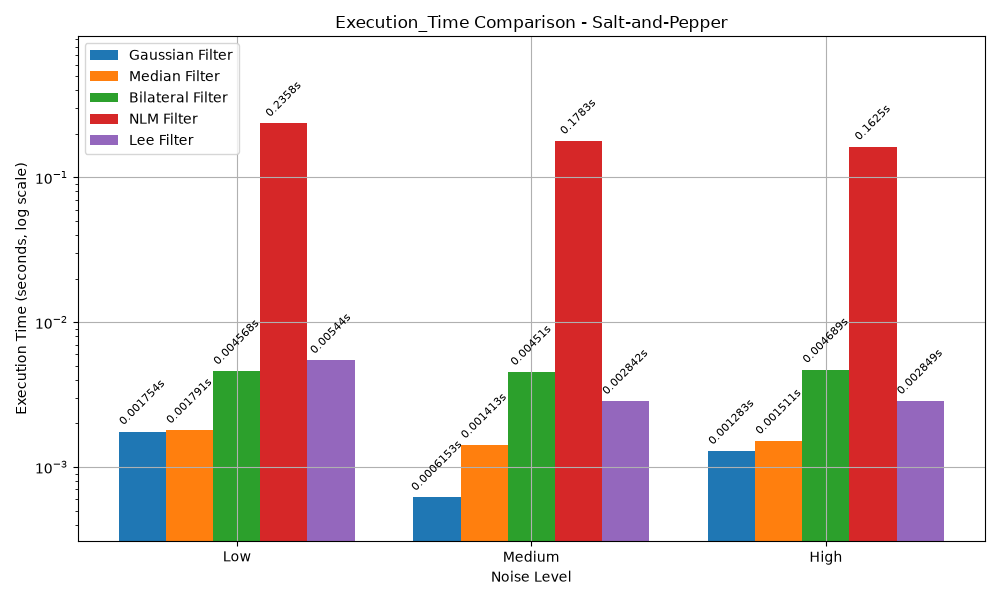 Execution_Time Comparison - Salt-and-Pepper
Gaussian Filter
Median Filter
Bilateral Filter
NLM Filter
Lee Filter
Execution Time (seconds, log scale)
10⁻¹
10⁻²
10⁻³
0.001754s
0.001791s
0.004568s
0.2358s
0.00544s
0.0006153s
0.001413s
0.00451s
0.1783s
0.002842s
0.001283s
0.001511s
0.004689s
0.1625s
0.002849s
Low
Medium
High
Noise Level